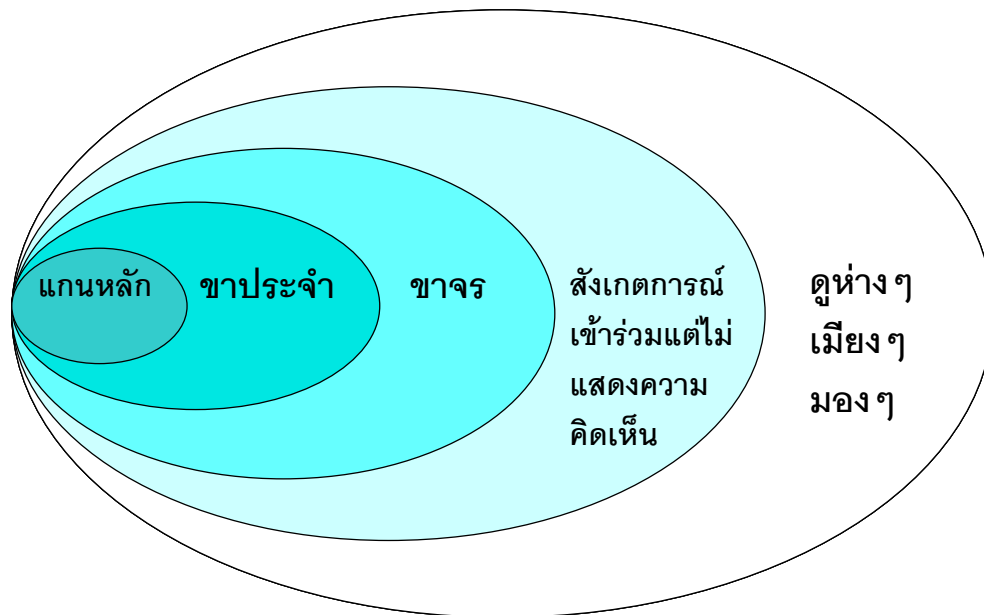 แกนหลัก
ขาประจำ
ขาจร
สังเกตการณ์
เข้าร่วมแต่ไม่
แสดงความ
คิดเห็น
ดูห่างๆ
เมียงๆ
มองๆ